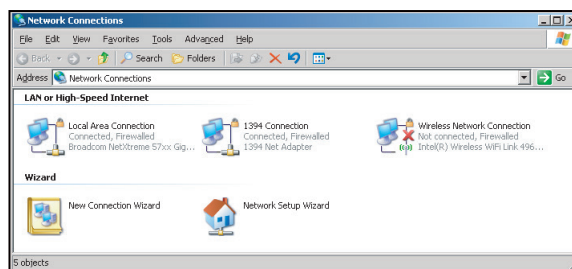 Network Connections
File Edit View Favorites Tools Advanced Help
Back Search Folders
Address Network Connections Go
LAN or High-Speed Internet
Local Area Connection
Connected, Firewalled
Broadcom NetXtreme 57xx Gig...
1394 Connection
Connected, Firewalled
1394 Net Adapter
Wireless Network Connection
Not connected, Firewalled
Intel(R) Wireless WiFi Link 496...
Wizard
New Connection Wizard
Network Setup Wizard
5 objects